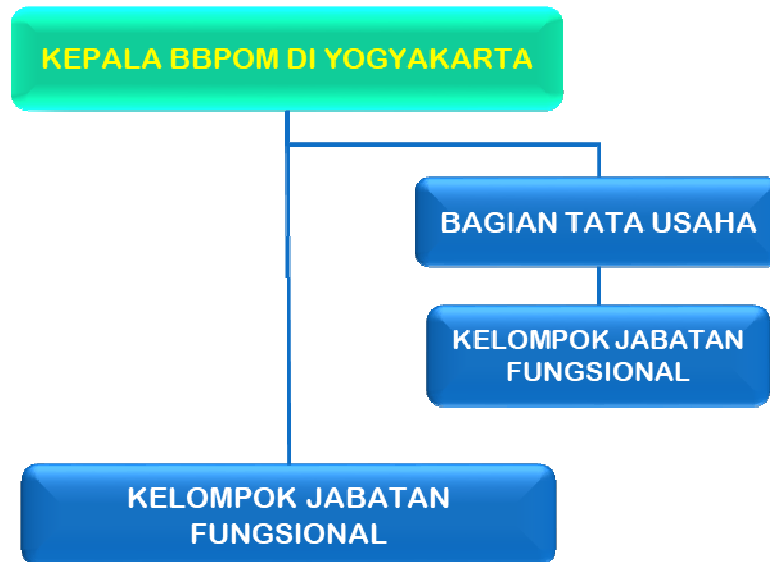 KEPALA BBPOM DI YOGYAKARTA
BAGIAN TATA USAHA
KELOMPOK JABATAN
FUNGSIONAL
KELOMPOK JABATAN
FUNGSIONAL